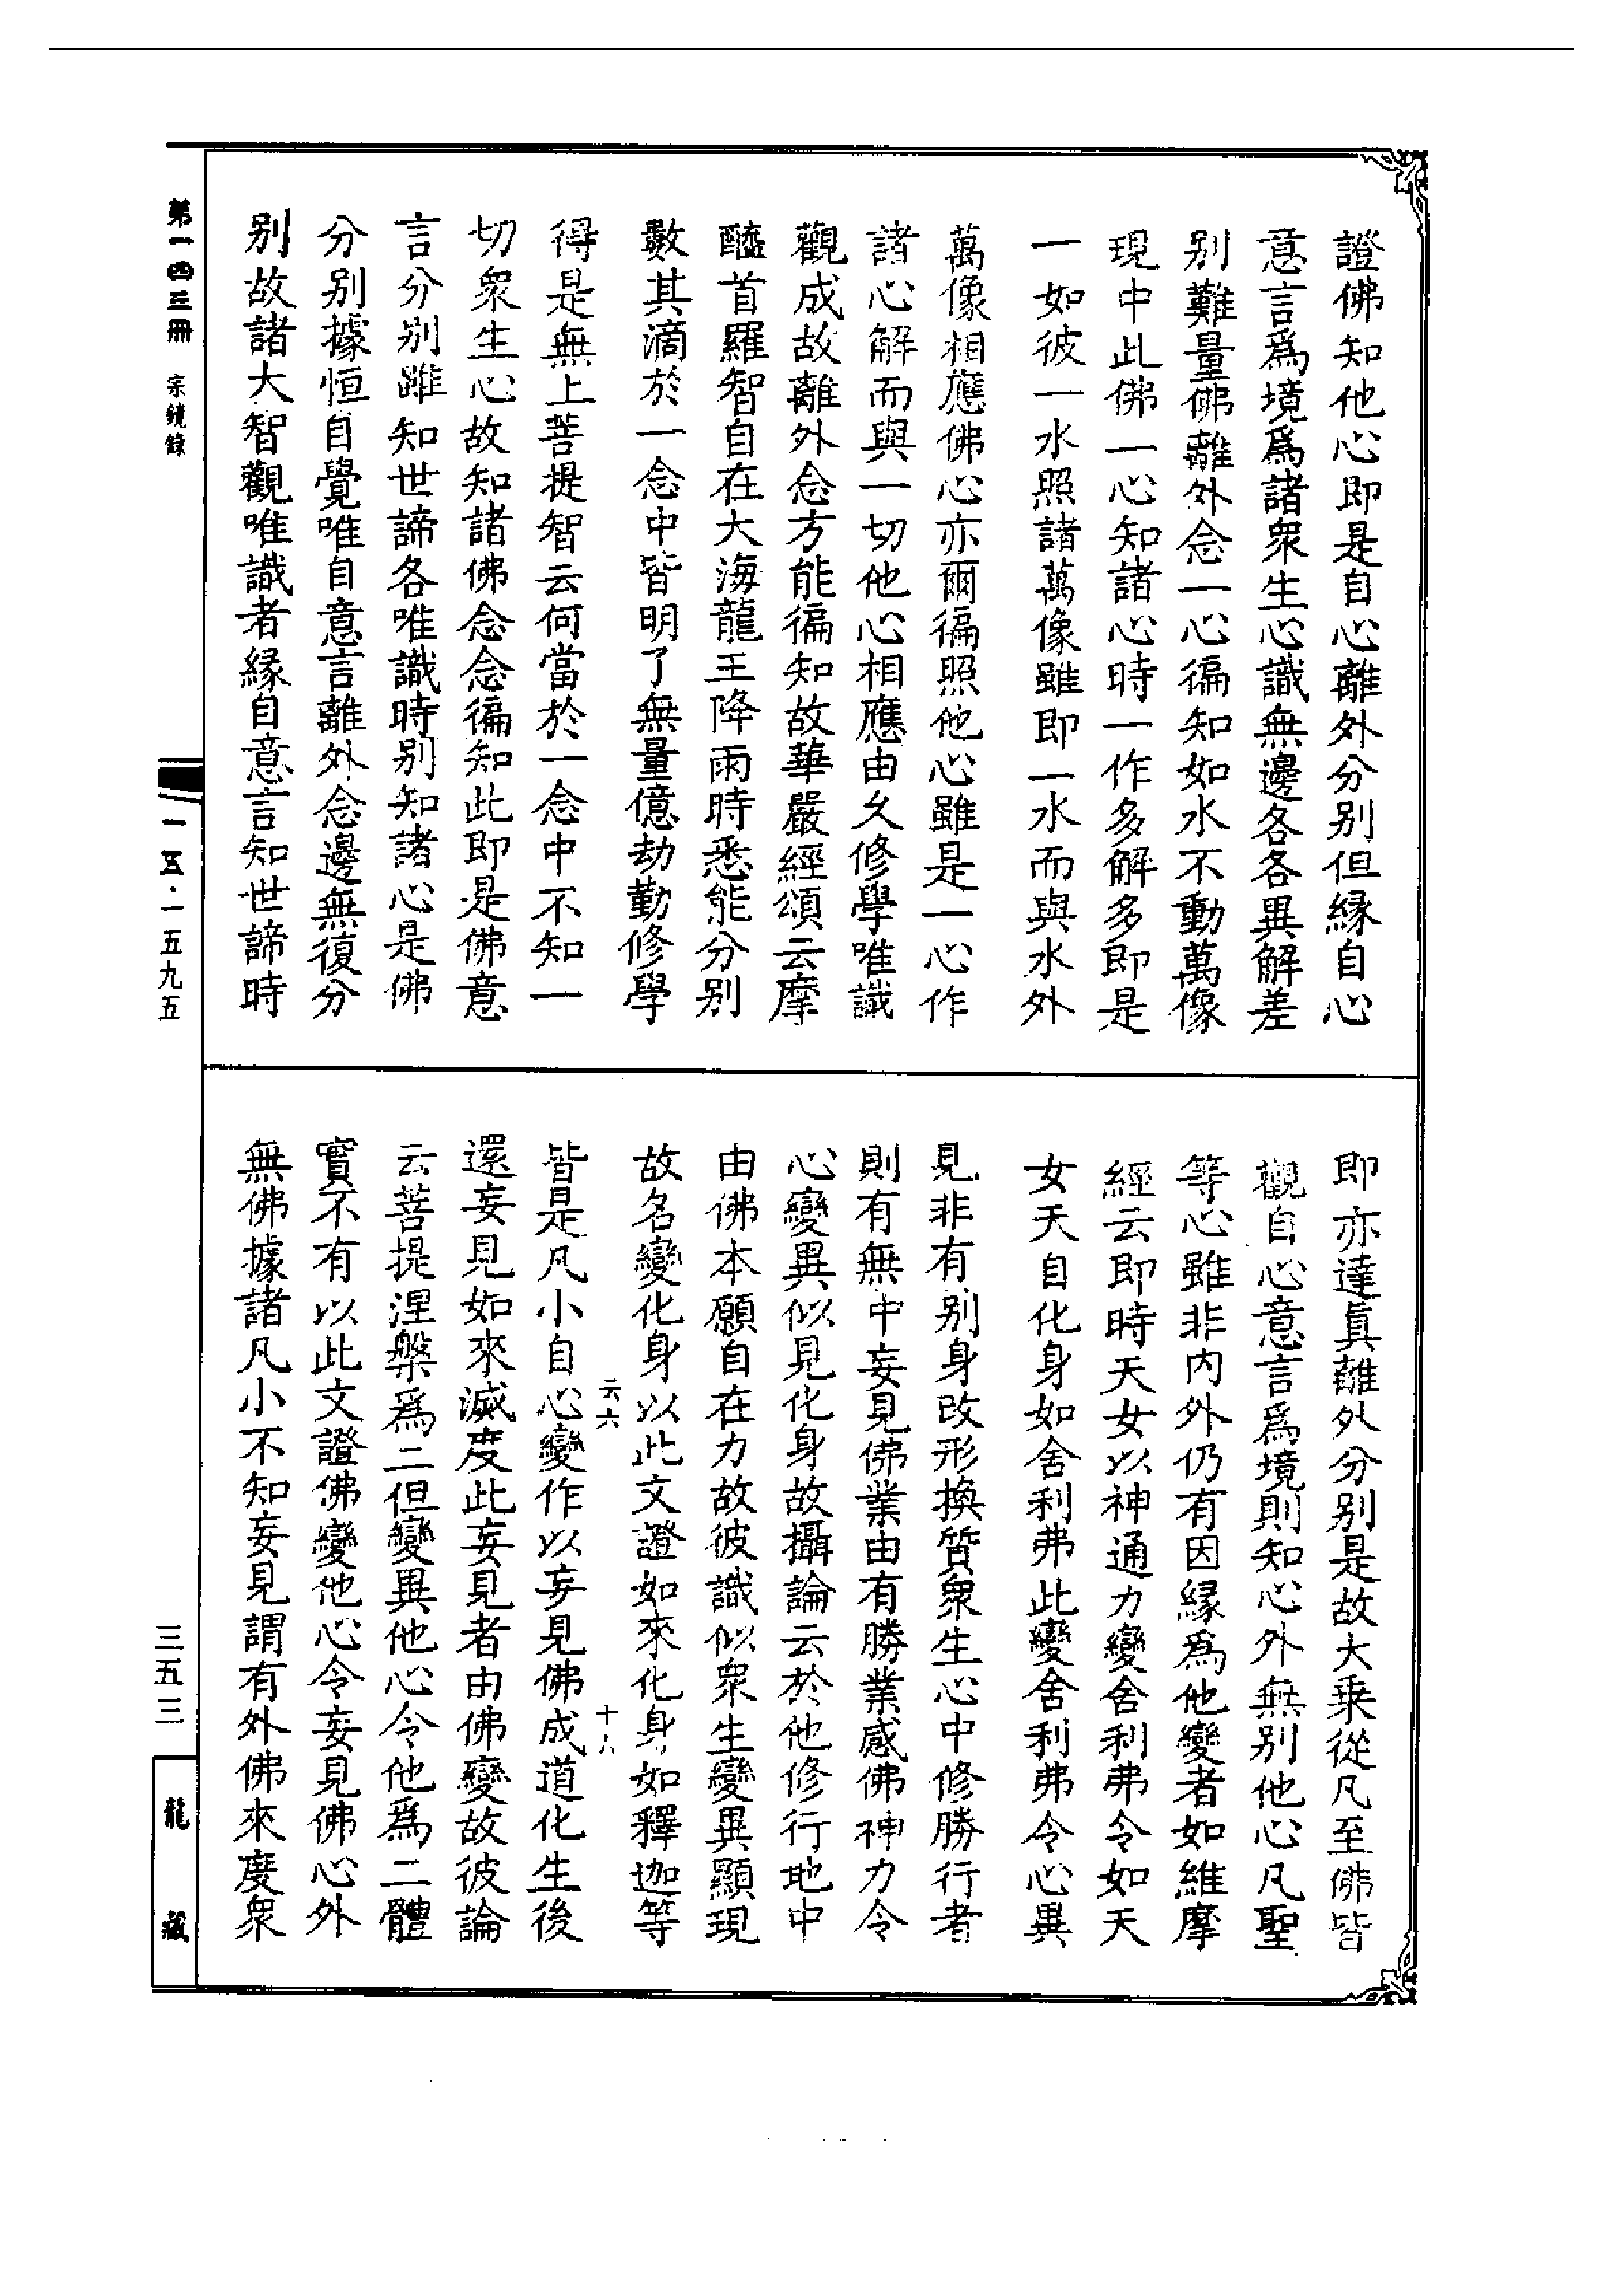 證佛知他心即是自心離外分别但縁自心
意言爲境爲諸衆生心識無邊各各異解差
别難量佛離外念一心徧知如水不動萬像
現中此佛一心知諸心時一作多解多即是
一如彼一水照諸萬像雖即一水而與水外
萬像相應佛心亦爾徧照他心雖是一心作
諸心解而與一切他心相應由久修學唯識
觀成故離外念方能徧知故華嚴經頌云摩
醯首羅智自在大海龍王降雨時悉能分别
數其滴於一念中皆明了無量億劫勤修學
得是無上菩提智云何當於一念中不知一
切衆生心故知諸佛念念徧知此即是佛意
言分别雖知世諦各唯識時别知諸心是佛
分别據恒自覺唯自意言離外念邊無復分
别故諸大智觀唯識者縁自意言知世諦時
即亦達眞離外分别是故大乘從凡至佛皆
觀自心意言爲境則知心外無别他心凡聖
等心雖非内外仍有因縁爲他變者如維摩
經云即時天女以神通力變舍利弗令如天
女天自化身如舍利弗此變舍利弗令心異
見非有别身改形換質衆生心中修勝行者
則有無中妄見佛業由有勝業感佛神力令
心變異似見化身故攝論云於他修行地中
由佛本願自在力故彼識似衆生變異顯現
故名變化身以此文證如來化身如釋迦等
皆是凡小自心變作以妄見佛成道化生後
還妄見如來滅度此妄見者由佛變故彼論
云菩提涅槃爲二但變異他心令他爲二體
實不有以此文證佛變他心令妄見佛心外
無佛據諸凡小不知妄見謂有外佛來度衆
云六
十六
第一四三冊 宗鏡錄
一五·一五九五
三五三
龍藏